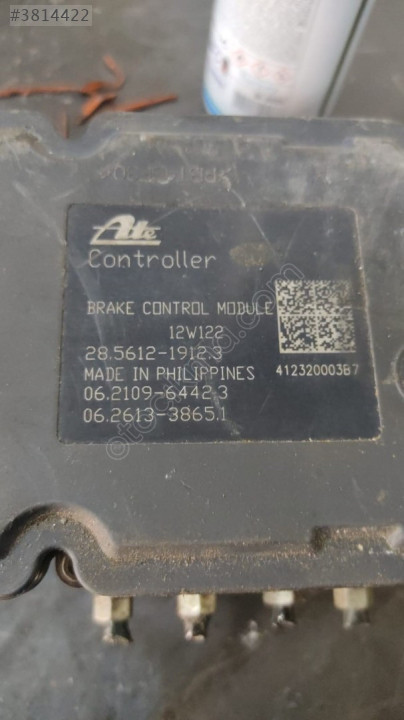 #3814422
Ate
Controller
BRAKE CONTROL MODULE
12W122
28.5612-1912.3
MADE IN PHILIPPINES
412320003B7
06.2109-6442.3
06.2613-3865.1